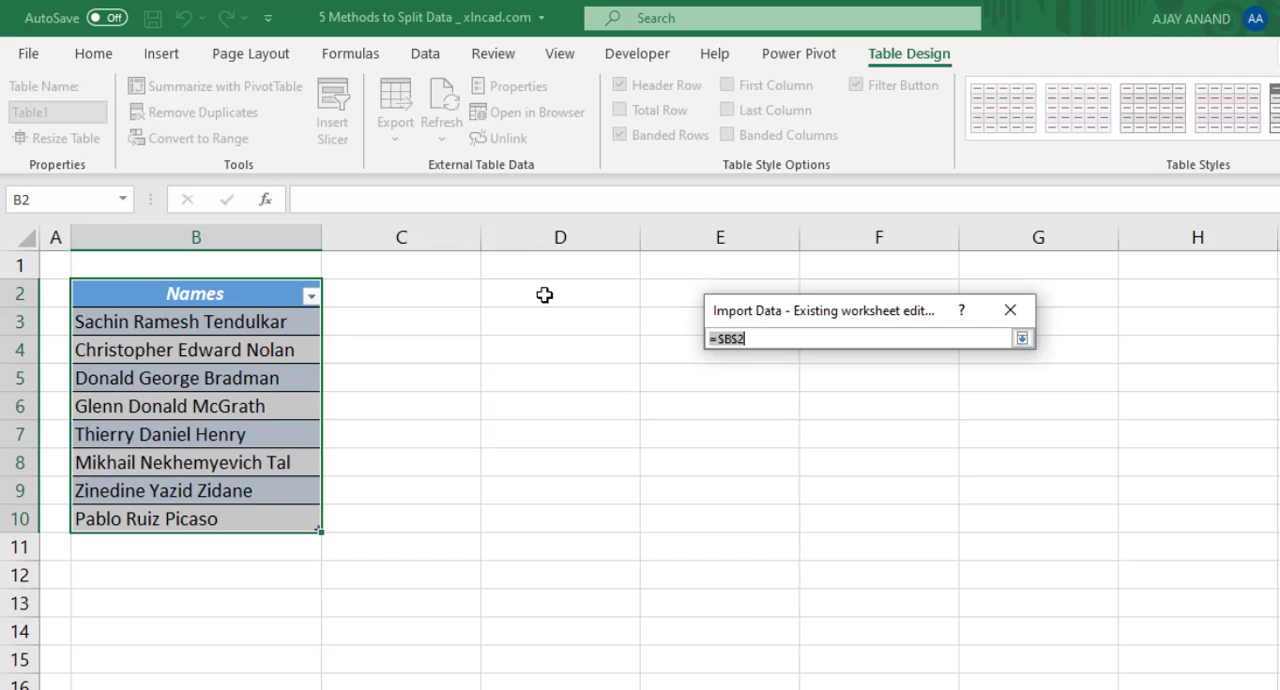 AutoSave Off 5 Methods to Split Data _ xlncad.com Search AJAY ANAND AA
File Home Insert Page Layout Formulas Data Review View Developer Help Power Pivot Table Design
Table Name: Summarize with PivotTable Properties Header Row First Column Filter Button
Table1 Remove Duplicates Insert Slicer Export Refresh Open in Browser Total Row Last Column
Resize Table Convert to Range Unlink Banded Rows Banded Columns
Properties Tools External Table Data Table Style Options Table Styles
B2 fx
A B C D E F G H
1
2 Names
Import Data - Existing worksheet edit... ?
3 Sachin Ramesh Tendulkar
=$B$2
4 Christopher Edward Nolan
5 Donald George Bradman
6 Glenn Donald McGrath
7 Thierry Daniel Henry
8 Mikhail Nekhemyevich Tal
9 Zinedine Yazid Zidane
10 Pablo Ruiz Picaso
11
12
13
14
15
16